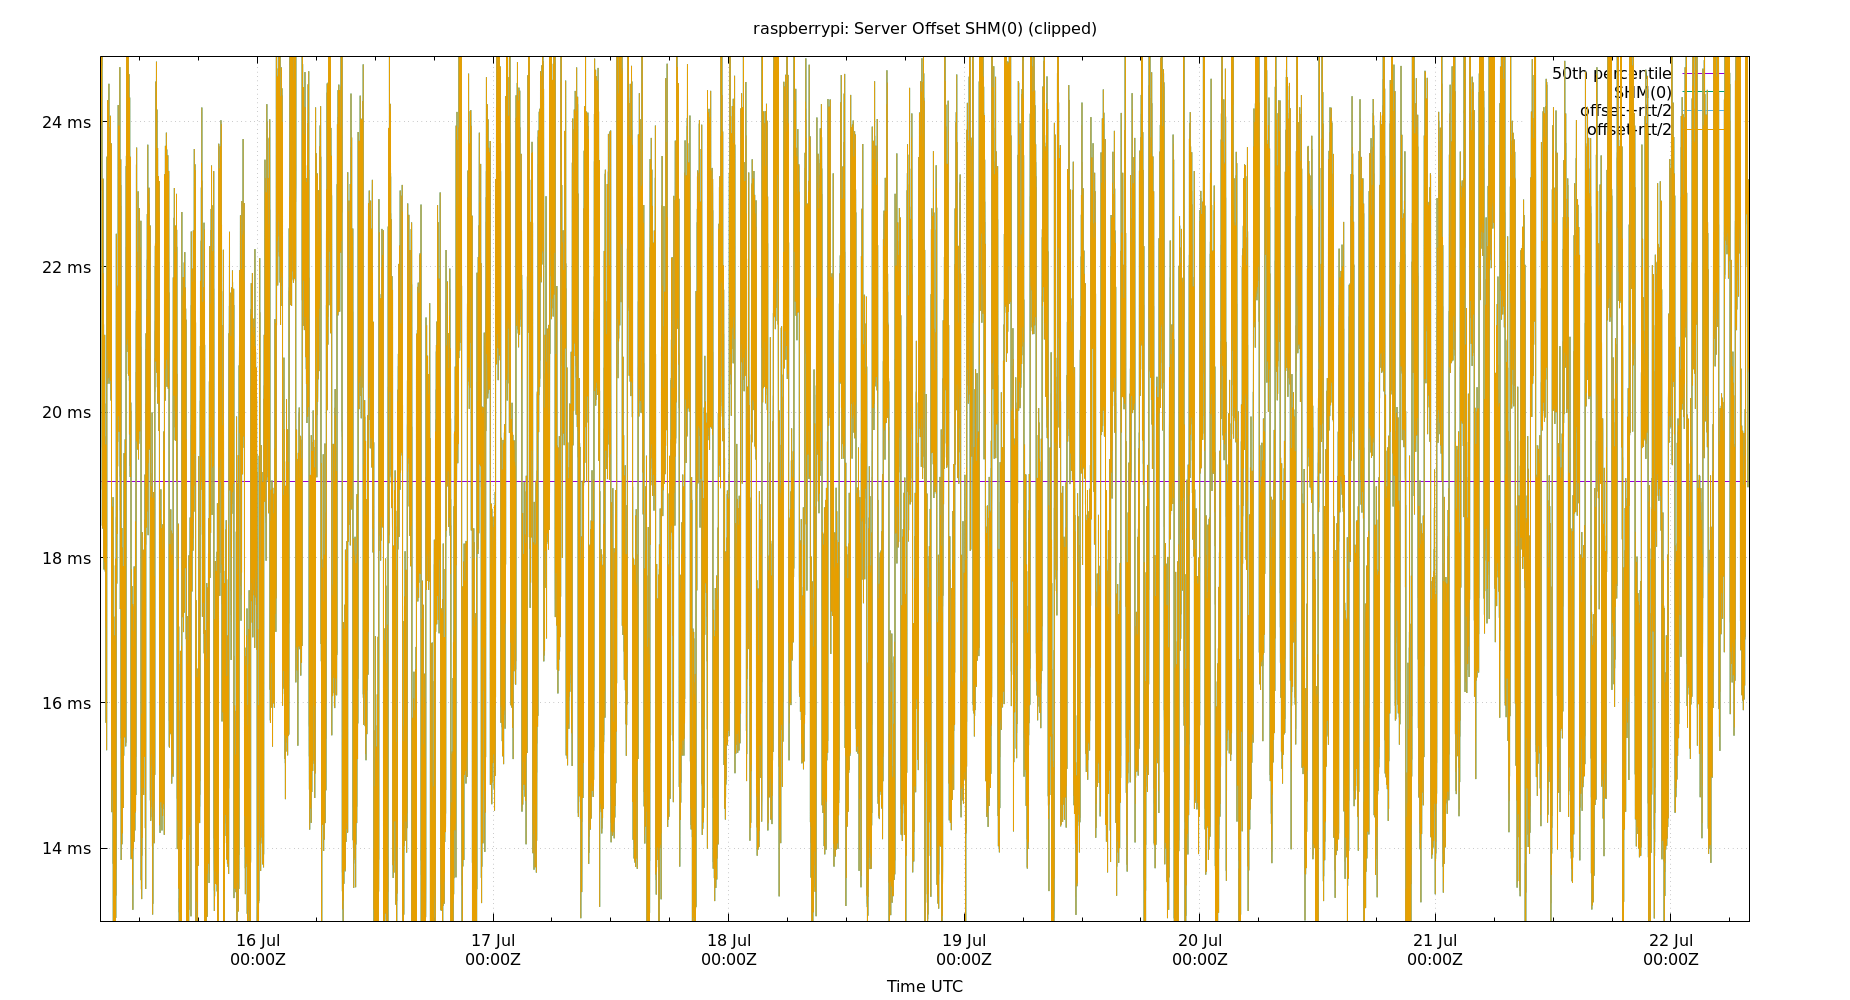 raspberrypi: Server Offset SHM(0) (clipped)
50th percentile
SHM(0)
offset+rtt/2
offset-rtt/2
24 ms
22 ms
20 ms
18 ms
16 ms
14 ms
16 Jul 17 Jul 18 Jul 19 Jul 20 Jul 21 Jul 22 Jul
00:00Z 00:00Z 00:00Z 00:00Z 00:00Z 00:00Z 00:00Z
Time UTC